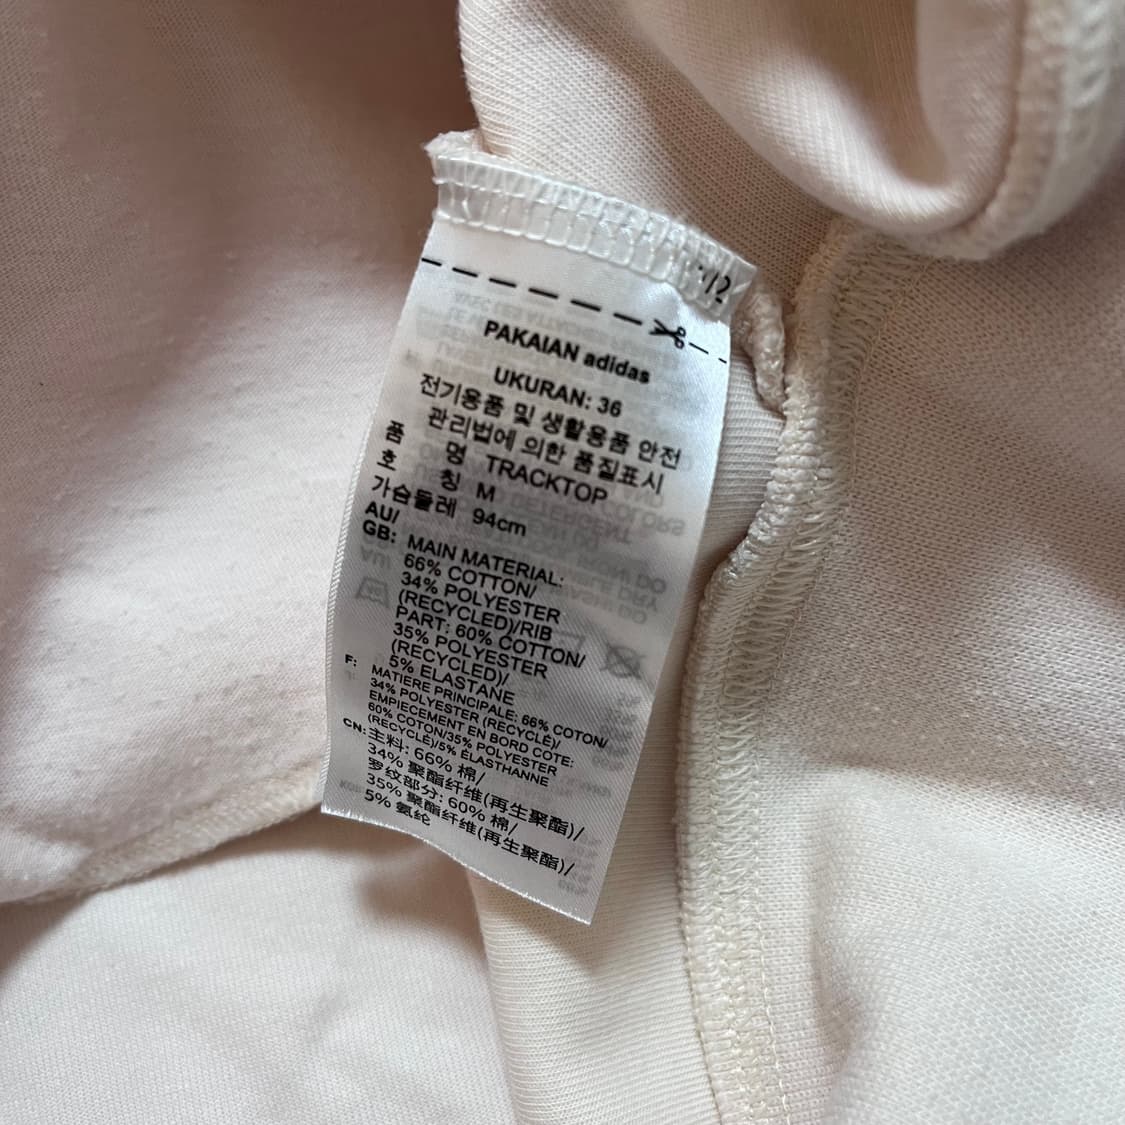 1/2
PAKAIAN adidas
UKURAN: 36
전기용품 및 생활용품 안전
관리법에 의한 품질표시
품 명 TRACKTOP
호 칭 M
가슴둘레 94cm
AU/
GB: MAIN MATERIAL:
66% COTTON/
34% POLYESTER
(RECYCLED)/RIB
PART: 60% COTTON/
35% POLYESTER
(RECYCLED)/
5% ELASTANE
F: MATIERE PRINCIPALE: 66% COTON/
34% POLYESTER (RECYCLÉ)/
EMPIECEMENT EN BORD COTE:
60% COTON/35% POLYESTER
(RECYCLÉ)/5% ÉLASTHANNE
CN: 主料: 66% 棉/
34% 聚酯纤维(再生聚酯)/
罗纹部分: 60% 棉/
35% 聚酯纤维(再生聚酯)/
5% 氨纶